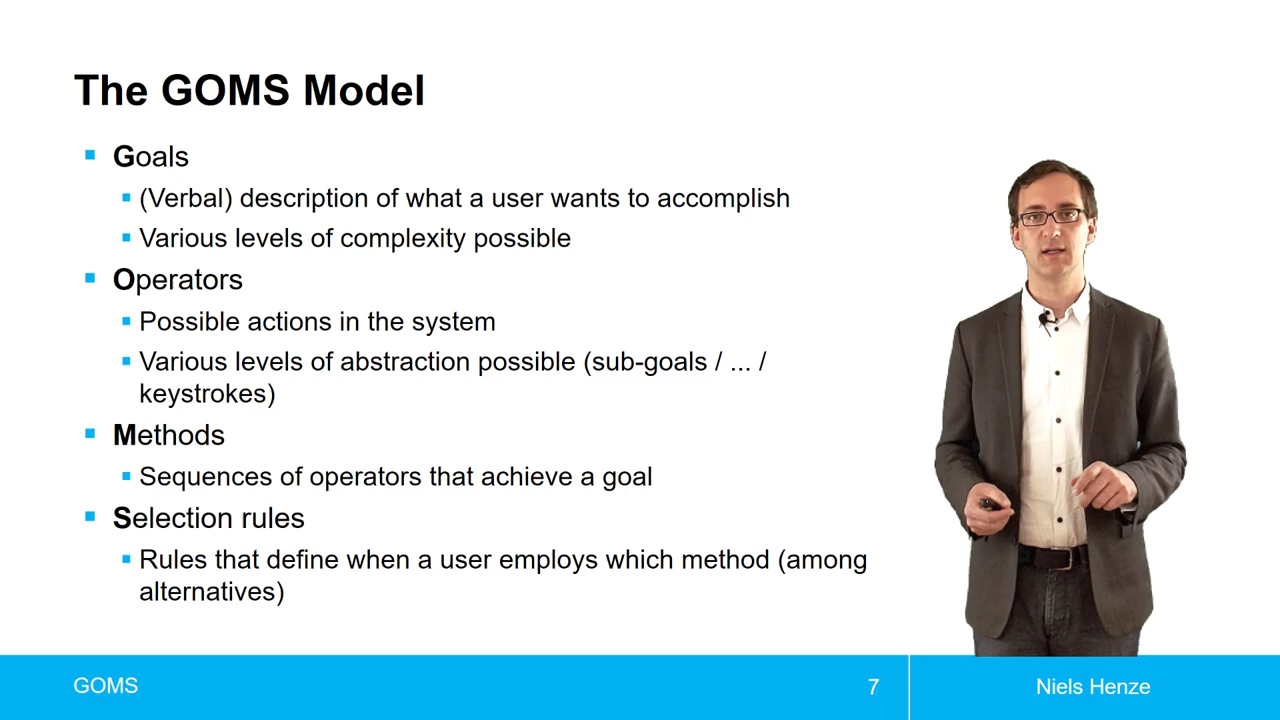 The GOMS Model
Goals
(Verbal) description of what a user wants to accomplish
Various levels of complexity possible
Operators
Possible actions in the system
Various levels of abstraction possible (sub-goals / ... /
keystrokes)
Methods
Sequences of operators that achieve a goal
Selection rules
Rules that define when a user employs which method (among
alternatives)
GOMS
7
Niels Henze